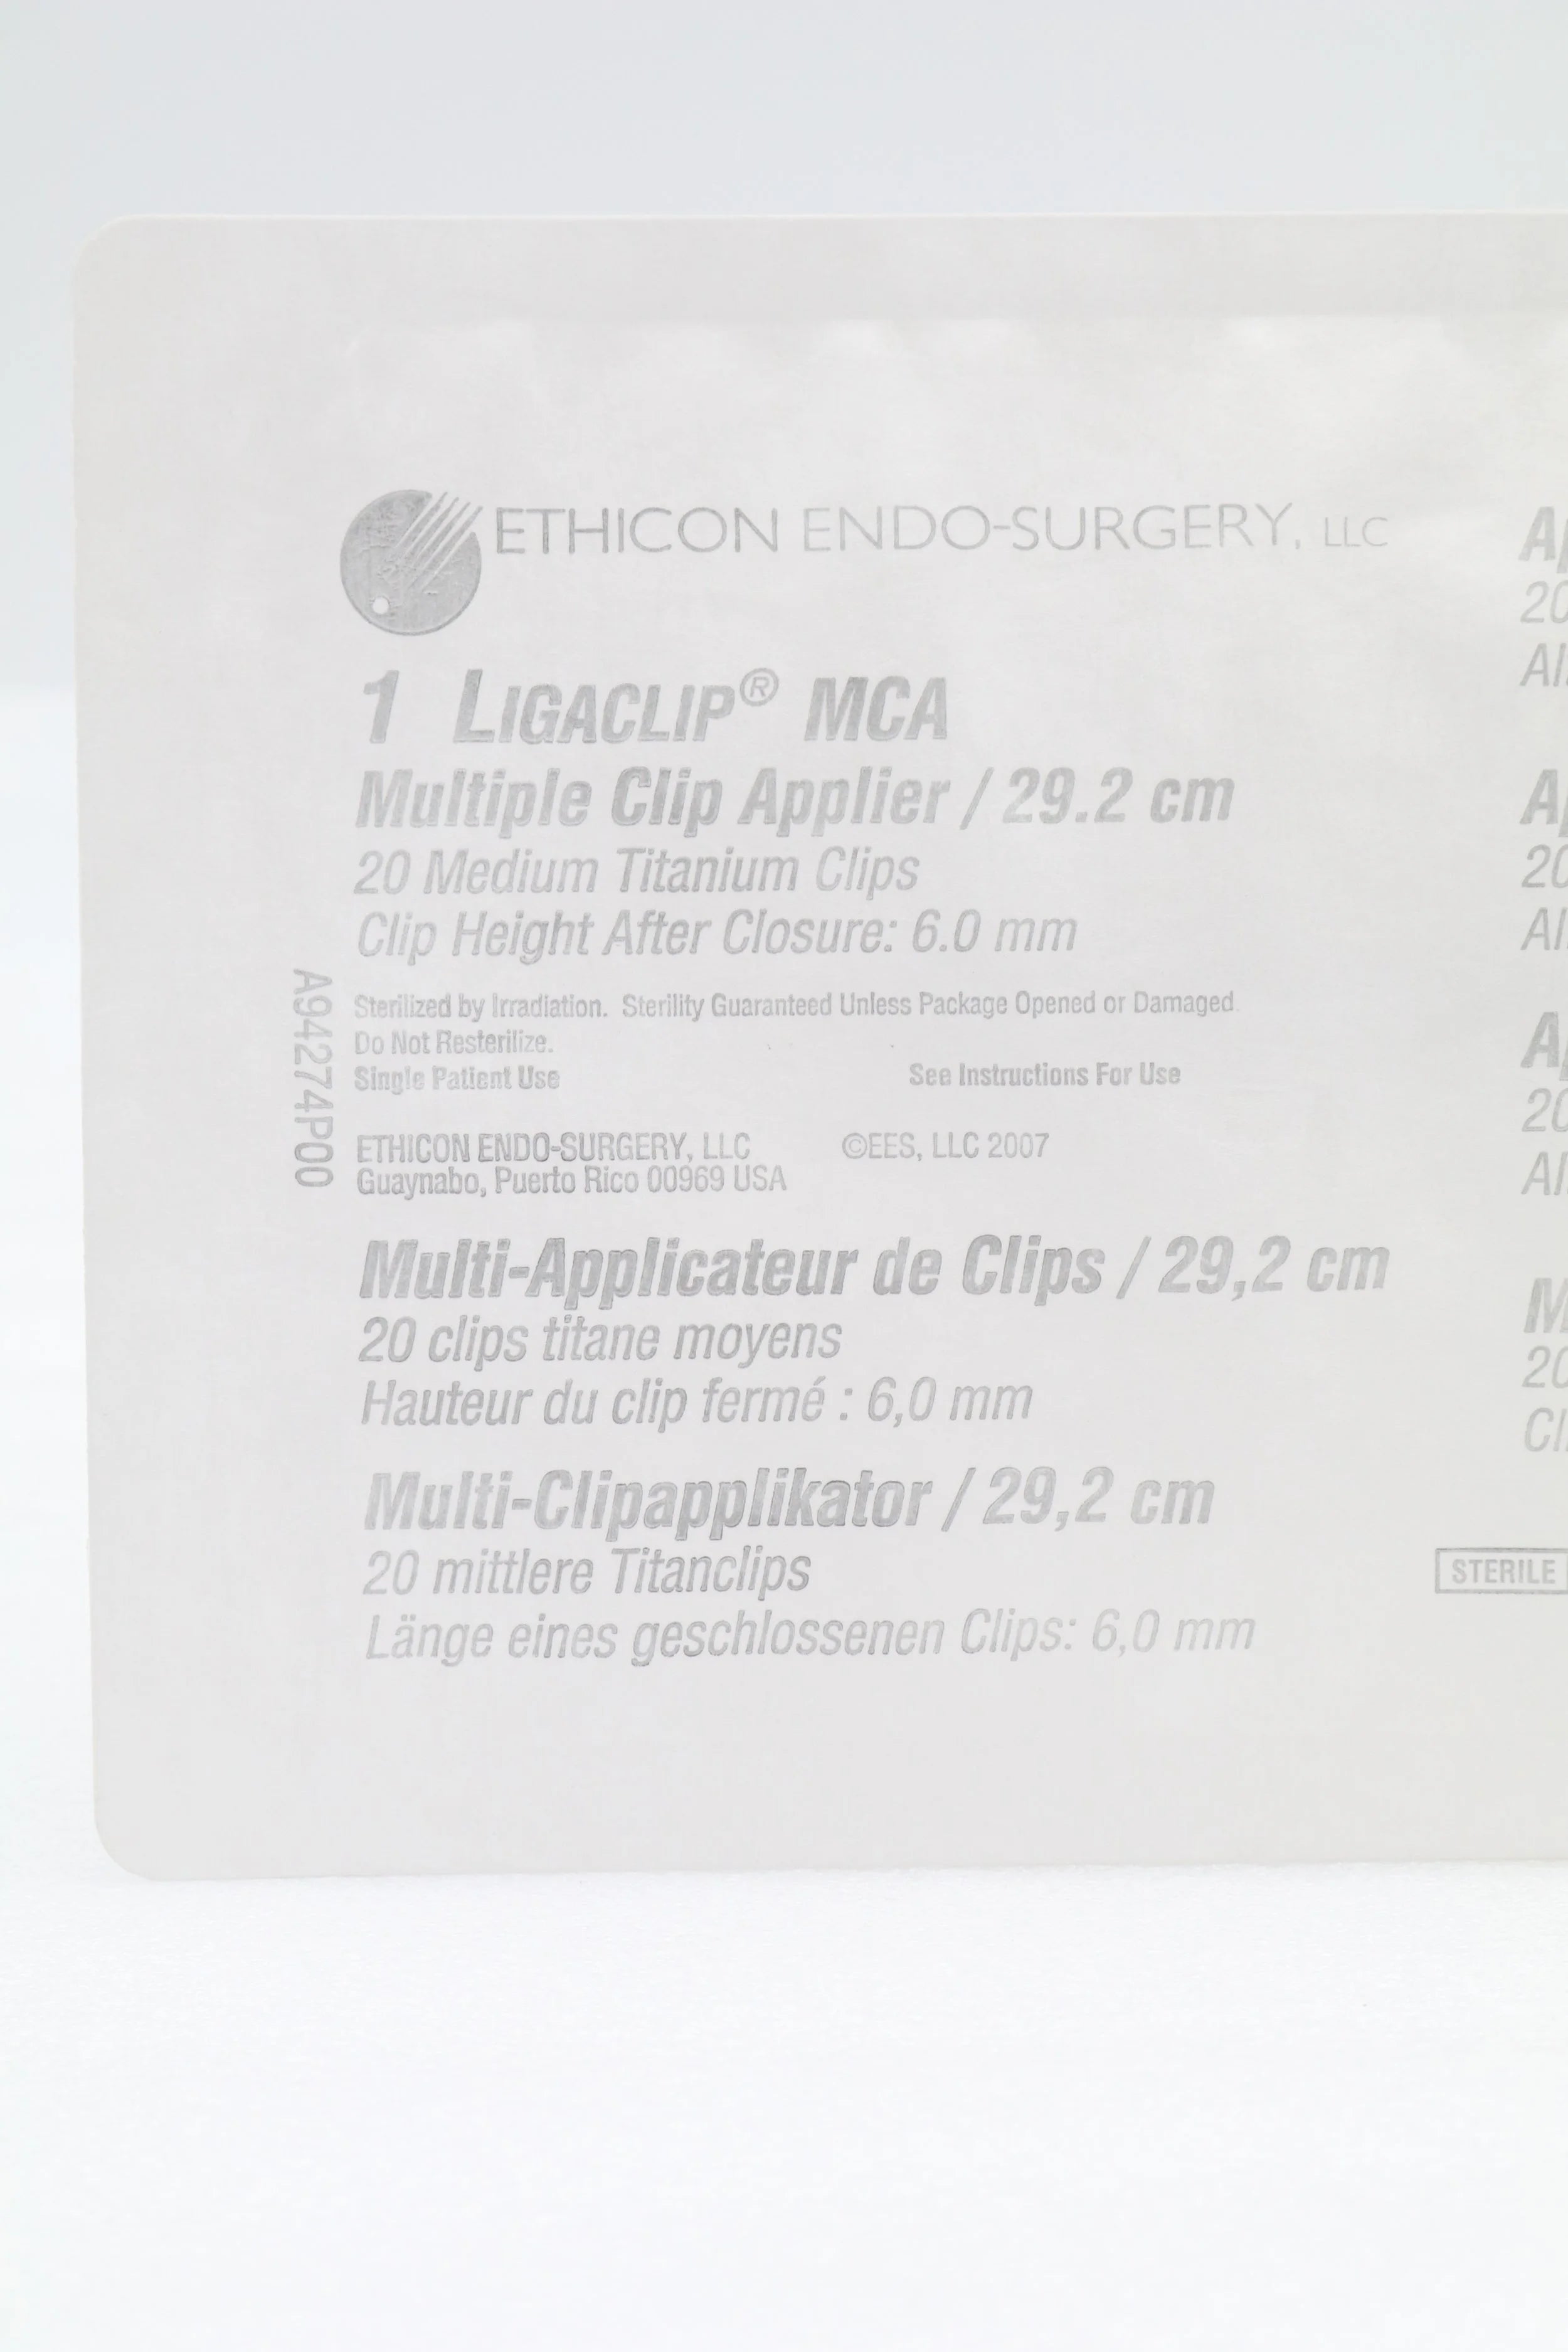 ETHICON ENDO-SURGERY, LLC
1 LIGACLIP® MCA
Multiple Clip Applier / 29.2 cm
20 Medium Titanium Clips
Clip Height After Closure: 6.0 mm
Sterilized by Irradiation. Sterility Guaranteed Unless Package Opened or Damaged.
Do Not Resterilize.
Single Patient Use See Instructions For Use
A94274P00
ETHICON ENDO-SURGERY, LLC ©EES, LLC 2007
Guaynabo, Puerto Rico 00969 USA
Multi-Applicateur de Clips / 29,2 cm
20 clips titane moyens
Hauteur du clip fermé : 6,0 mm
Multi-Clipapplikator / 29,2 cm
20 mittlere Titanclips
Länge eines geschlossenen Clips: 6,0 mm
STERILE